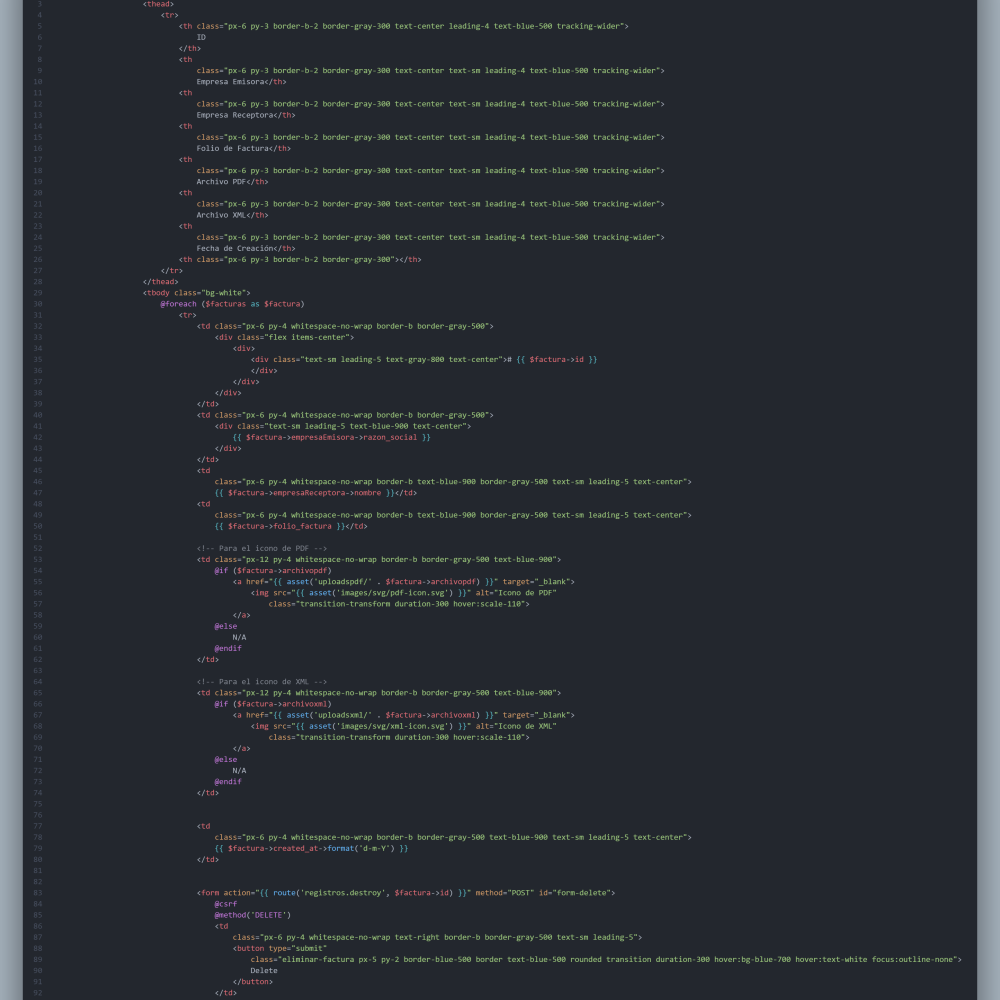 3 <thead>
4 <tr>
5 <th class="px-6 py-3 border-b-2 border-gray-300 text-center leading-4 text-blue-500 tracking-wider">
6 ID
7 </th>
8 <th
9 class="px-6 py-3 border-b-2 border-gray-300 text-center text-sm leading-4 text-blue-500 tracking-wider">
10 Empresa Emisora</th>
11 <th
12 class="px-6 py-3 border-b-2 border-gray-300 text-center text-sm leading-4 text-blue-500 tracking-wider">
13 Empresa Receptora</th>
14 <th
15 class="px-6 py-3 border-b-2 border-gray-300 text-center text-sm leading-4 text-blue-500 tracking-wider">
16 Folio de Factura</th>
17 <th
18 class="px-6 py-3 border-b-2 border-gray-300 text-center text-sm leading-4 text-blue-500 tracking-wider">
19 Archivo PDF</th>
20 <th
21 class="px-6 py-3 border-b-2 border-gray-300 text-center text-sm leading-4 text-blue-500 tracking-wider">
22 Archivo XML</th>
23 <th
24 class="px-6 py-3 border-b-2 border-gray-300 text-center text-sm leading-4 text-blue-500 tracking-wider">
25 Fecha de Creación</th>
26 <th class="px-6 py-3 border-b-2 border-gray-300"></th>
27 </tr>
28 </thead>
29 <tbody class="bg-white">
30 @foreach ($facturas as $factura)
31 <tr>
32 <td class="px-6 py-4 whitespace-no-wrap border-b border-gray-500">
33 <div class="flex items-center">
34 <div>
35 <div class="text-sm leading-5 text-gray-800 text-center"># {{ $factura->id }}
36 </div>
37 </div>
38 </div>
39 </td>
40 <td class="px-6 py-4 whitespace-no-wrap border-b border-gray-500">
41 <div class="text-sm leading-5 text-blue-900 text-center">
42 {{ $factura->empresaEmisora->razon_social }}
43 </div>
44 </td>
45 <td
46 class="px-6 py-4 whitespace-no-wrap border-b text-blue-900 border-gray-500 text-sm leading-5 text-center">
47 {{ $factura->empresaReceptora->nombre }}</td>
48 <td
49 class="px-6 py-4 whitespace-no-wrap border-b text-blue-900 border-gray-500 text-sm leading-5 text-center">
50 {{ $factura->folio_factura }}</td>
51
52 <!-- Para el icono de PDF -->
53 <td class="px-12 py-4 whitespace-no-wrap border-b border-gray-500 text-blue-900">
54 @if ($factura->archivopdf)
55 <a href="{{ asset('uploadspdf/' . $factura->archivopdf) }}" target="_blank">
56 <img src="{{ asset('images/svg/pdf-icon.svg') }}" alt="Icono de PDF"
57 class="transition-transform duration-300 hover:scale-110">
58 </a>
59 @else
60 N/A
61 @endif
62 </td>
63
64 <!-- Para el icono de XML -->
65 <td class="px-12 py-4 whitespace-no-wrap border-b border-gray-500 text-blue-900">
66 @if ($factura->archivoxml)
67 <a href="{{ asset('uploadsxml/' . $factura->archivoxml) }}" target="_blank">
68 <img src="{{ asset('images/svg/xml-icon.svg') }}" alt="Icono de XML"
69 class="transition-transform duration-300 hover:scale-110">
70 </a>
71 @else
72 N/A
73 @endif
74 </td>
75
76
77 <td
78 class="px-6 py-4 whitespace-no-wrap border-b border-gray-500 text-blue-900 text-sm leading-5 text-center">
79 {{ $factura->created_at->format('d-m-Y') }}
80 </td>
81
82
83 <form action="{{ route('registros.destroy', $factura->id) }}" method="POST" id="form-delete">
84 @csrf
85 @method('DELETE')
86 <td
87 class="px-6 py-4 whitespace-no-wrap text-right border-b border-gray-500 text-sm leading-5">
88 <button type="submit"
89 class="eliminar-factura px-5 py-2 border-blue-500 border text-blue-500 rounded transition duration-300 hover:bg-blue-700 hover:text-white focus:outline-none">
90 Delete
91 </button>
92 </td>